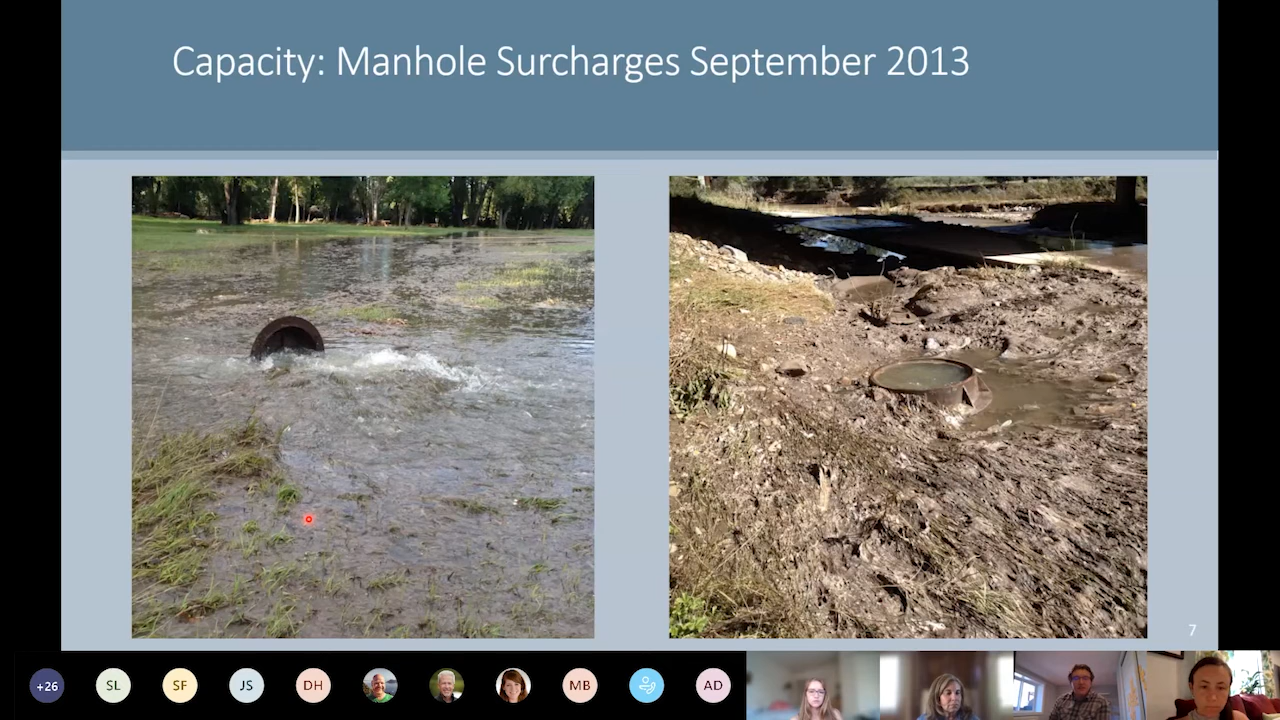 Capacity: Manhole Surcharges September 2013
7
+26
SL
SF
JS
DH
MB
AD